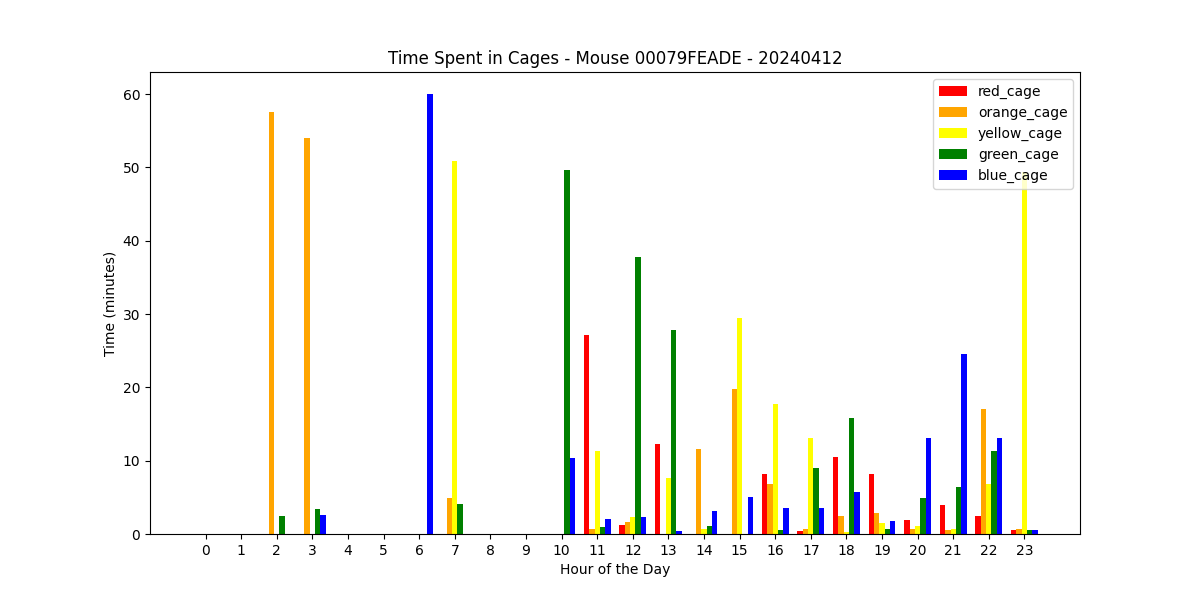 Time Spent in Cages - Mouse 00079FEADE - 20240412
red_cage
orange_cage
yellow_cage
green_cage
blue_cage
Time (minutes)
60
50
40
30
20
10
0
0 1 2 3 4 5 6 7 8 9 10 11 12 13 14 15 16 17 18 19 20 21 22 23
Hour of the Day